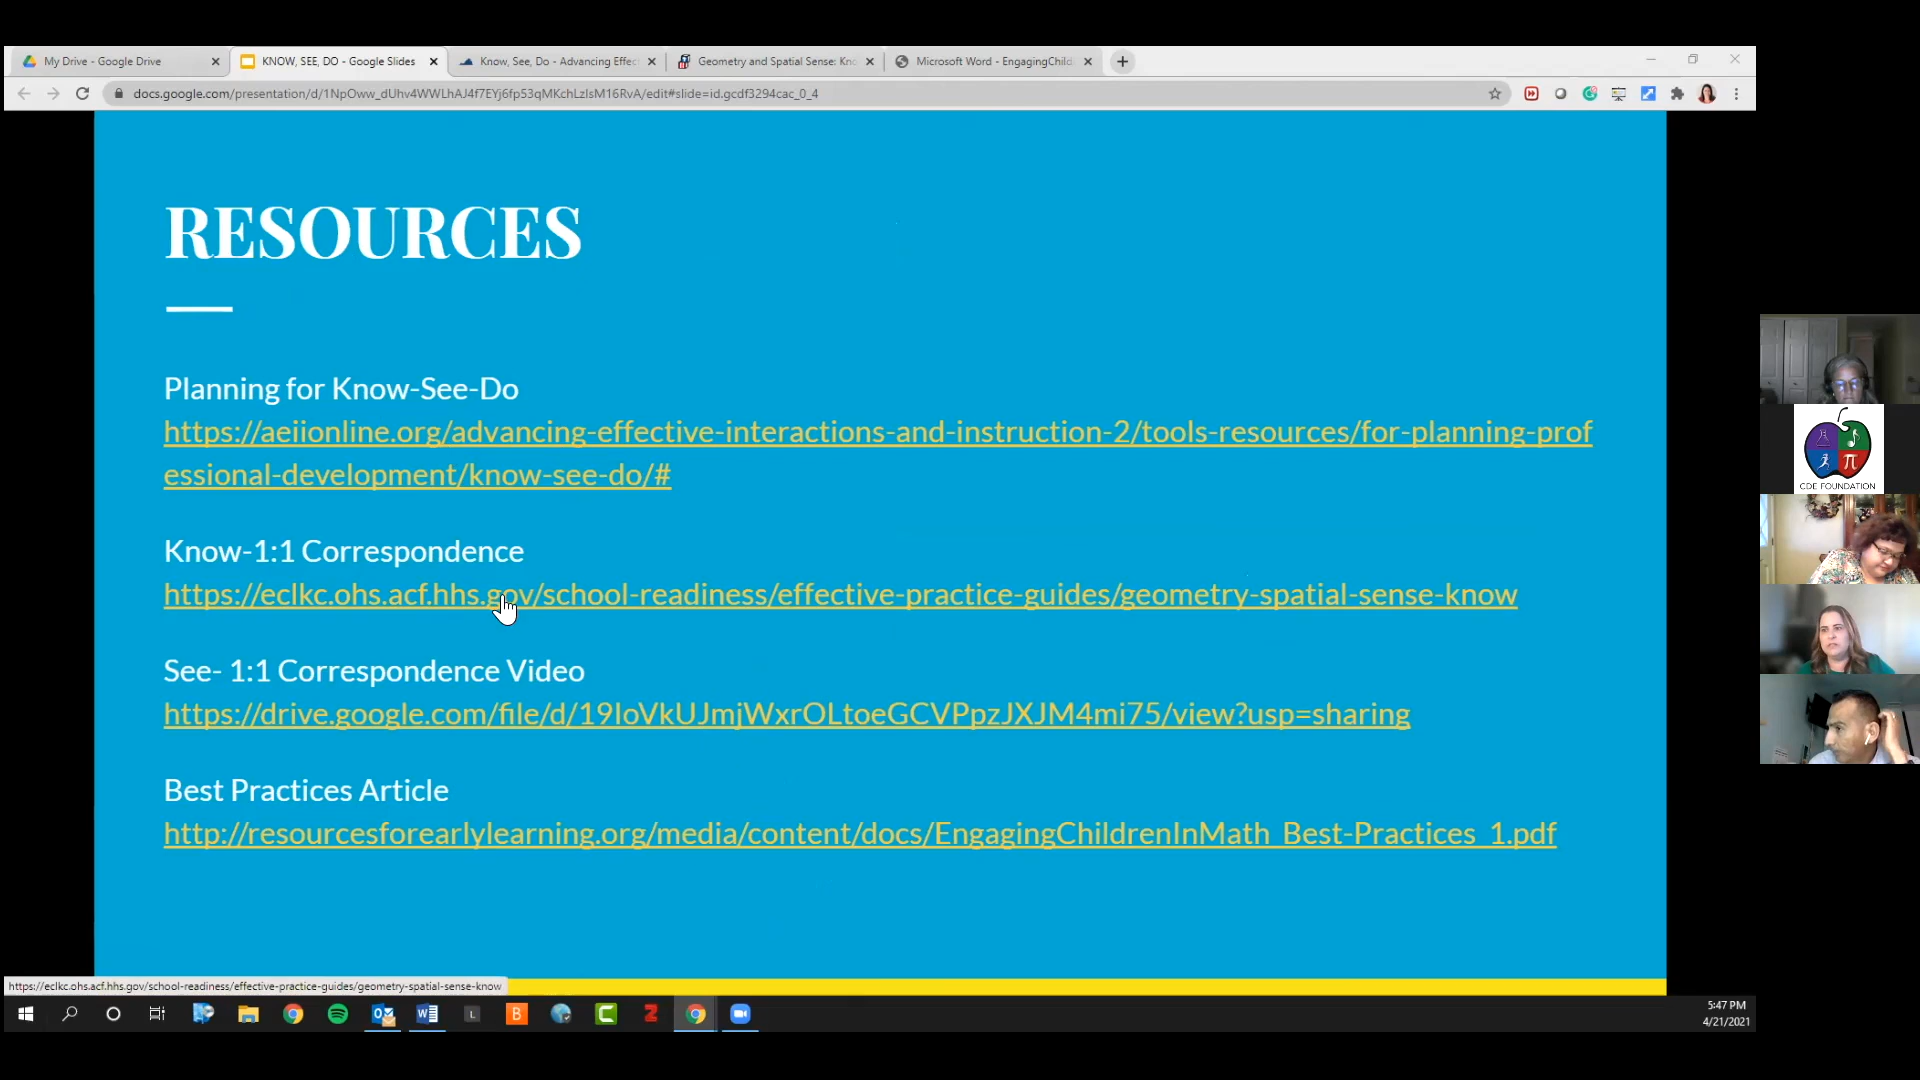 My Drive - Google Drive
KNOW, SEE, DO - Google Slides
Know, See, Do - Advancing Effec
Geometry and Spatial Sense: Kno
Microsoft Word - EngagingChild
docs.google.com/presentation/d/1NpOww_dUhv4WWLhAJ4f7EYj6fp53qMKchLzlsM16RvA/edit#slide=id.gcdf3294cac_0_4
RESOURCES
Planning for Know-See-Do
https://aeiionline.org/advancing-effective-interactions-and-instruction-2/tools-resources/for-planning-prof
essional-development/know-see-do/#
Know-1:1 Correspondence
https://eclkc.ohs.acf.hhs.gov/school-readiness/effective-practice-guides/geometry-spatial-sense-know
See- 1:1 Correspondence Video
https://drive.google.com/file/d/19IoVkUJmjWxrOLtoeGCVPpzJXJM4mi75/view?usp=sharing
Best Practices Article
http://resourcesforearlylearning.org/media/content/docs/EngagingChildrenInMath_Best-Practices_1.pdf
CDE FOUNDATION
https://eclkc.ohs.acf.hhs.gov/school-readiness/effective-practice-guides/geometry-spatial-sense-know
5:47 PM
4/21/2021